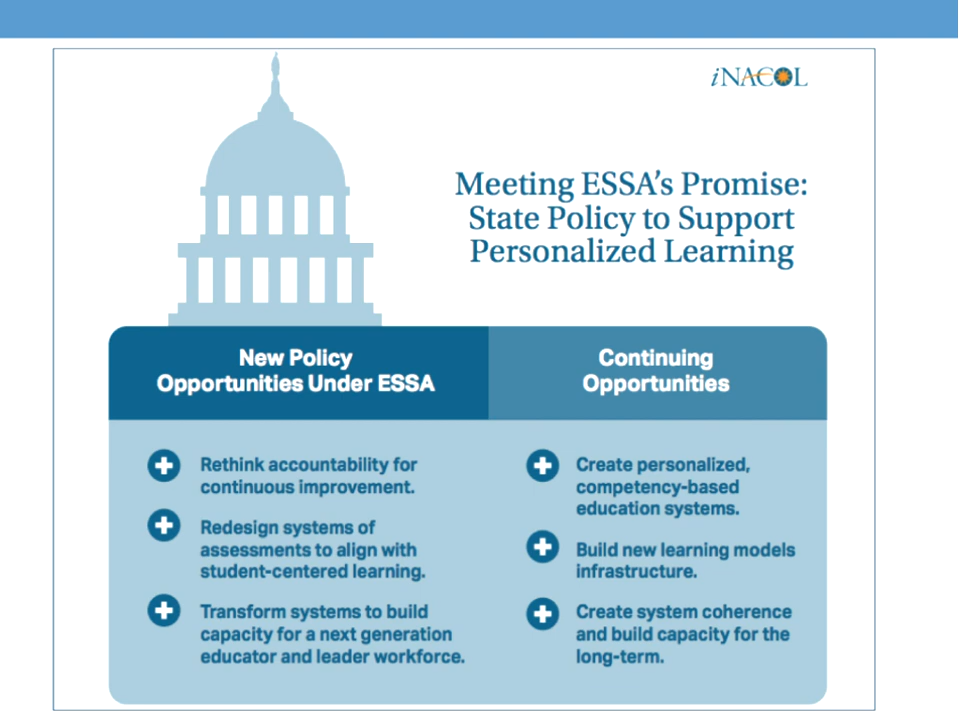 iNACOL
Meeting ESSA's Promise:
State Policy to Support
Personalized Learning
New Policy
Opportunities Under ESSA
Rethink accountability for
continuous improvement.
Redesign systems of
assessments to align with
student-centered learning.
Transform systems to build
capacity for a next generation
educator and leader workforce.
Continuing
Opportunities
Create personalized,
competency-based
education systems.
Build new learning models
infrastructure.
Create system coherence
and build capacity for the
long-term.